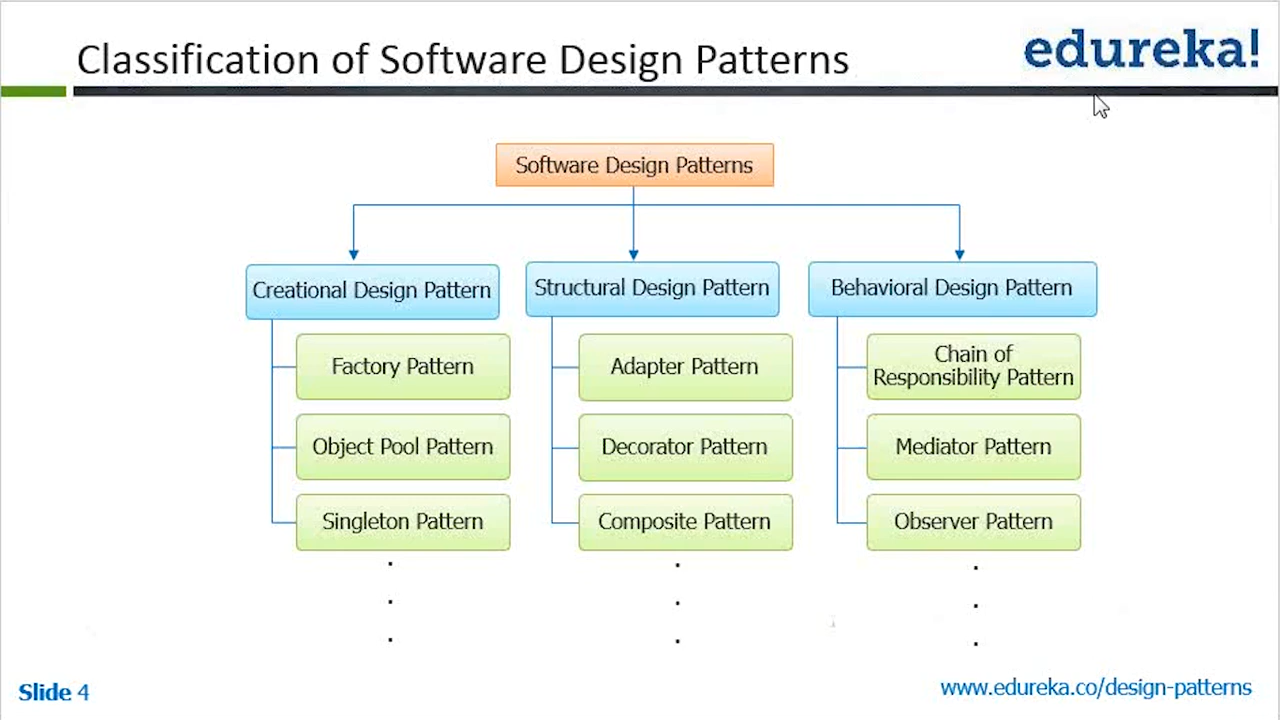 Classification of Software Design Patterns
edureka!
Software Design Patterns
Creational Design Pattern
Factory Pattern
Object Pool Pattern
Singleton Pattern
Structural Design Pattern
Adapter Pattern
Decorator Pattern
Composite Pattern
Behavioral Design Pattern
Chain of
Responsibility Pattern
Mediator Pattern
Observer Pattern
Slide 4
www.edureka.co/design-patterns